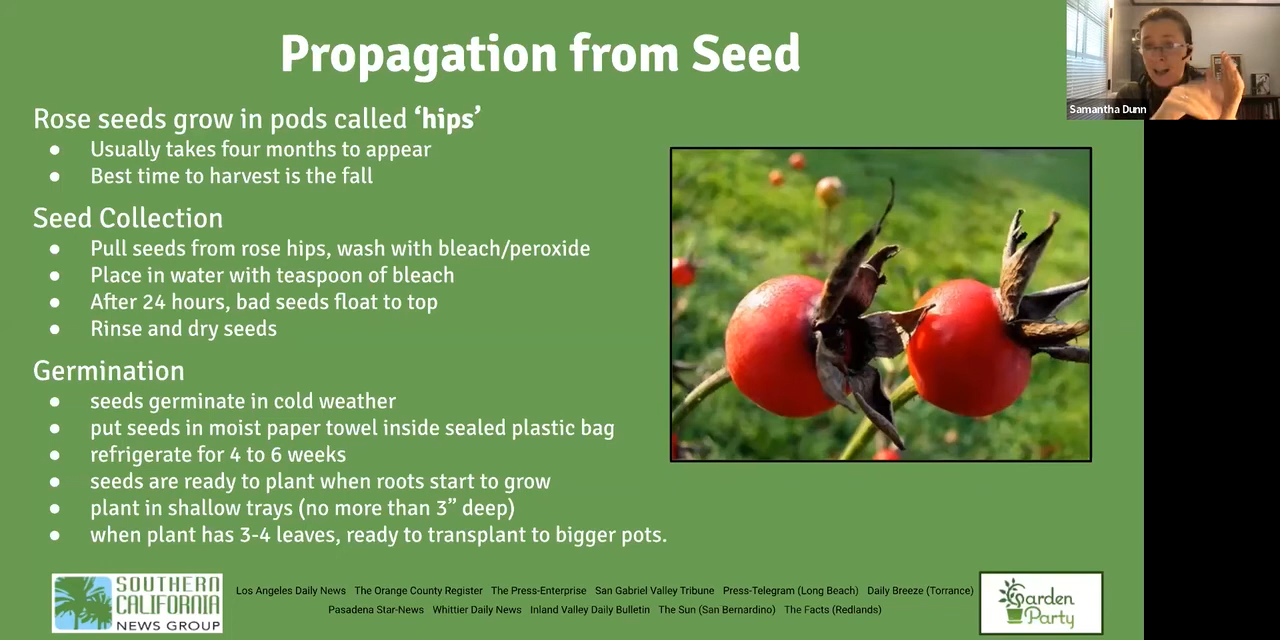 Propagation from Seed
Samantha Dunn
Rose seeds grow in pods called ‘hips’
● Usually takes four months to appear
● Best time to harvest is the fall
Seed Collection
● Pull seeds from rose hips, wash with bleach/peroxide
● Place in water with teaspoon of bleach
● After 24 hours, bad seeds float to top
● Rinse and dry seeds
Germination
● seeds germinate in cold weather
● put seeds in moist paper towel inside sealed plastic bag
● refrigerate for 4 to 6 weeks
● seeds are ready to plant when roots start to grow
● plant in shallow trays (no more than 3” deep)
● when plant has 3-4 leaves, ready to transplant to bigger pots.
SOUTHERN
CALIFORNIA
NEWS GROUP
Los Angeles Daily News The Orange County Register The Press-Enterprise San Gabriel Valley Tribune Press-Telegram (Long Beach) Daily Breeze (Torrance)
Pasadena Star-News Whittier Daily News Inland Valley Daily Bulletin The Sun (San Bernardino) The Facts (Redlands)
Garden
Party